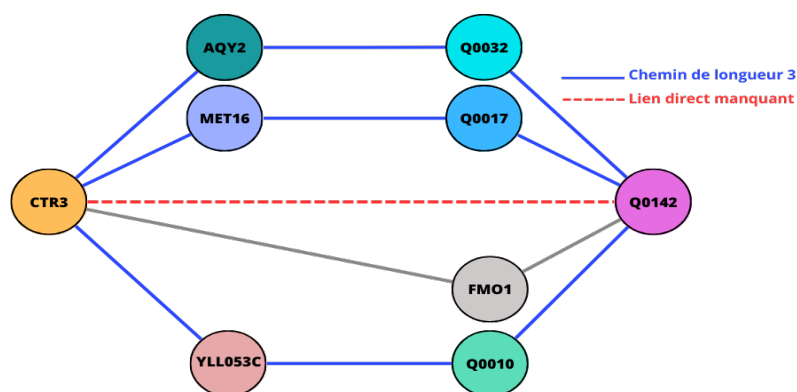 AQY2
Q0032
Chemin de longueur 3
Lien direct manquant
MET16
Q0017
CTR3
Q0142
FMO1
YLL053C
Q0010